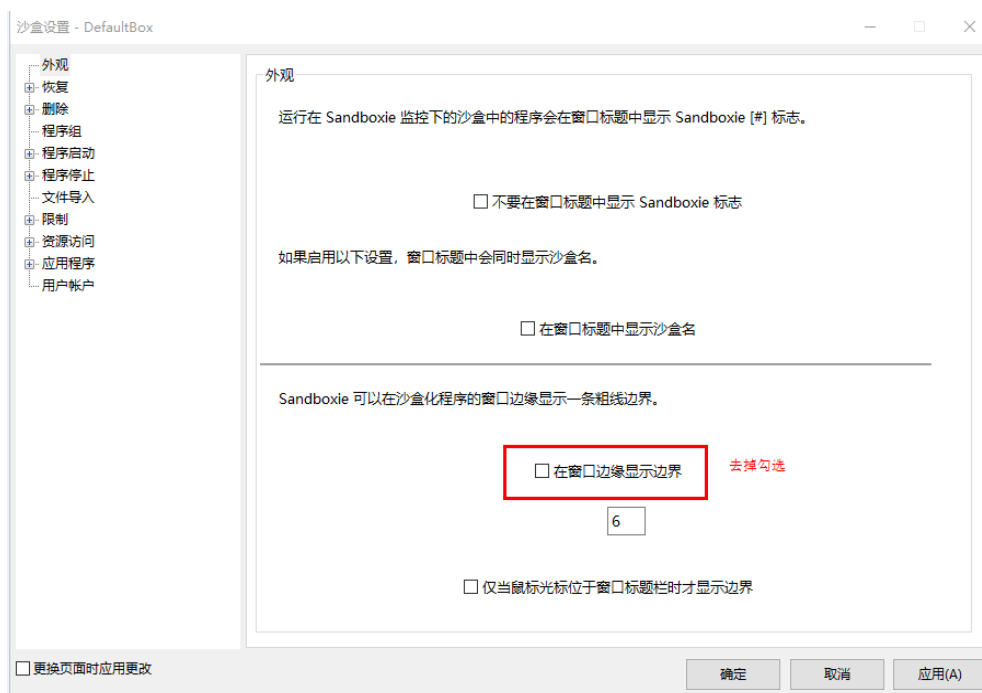 沙盒设置 - DefaultBox
外观
恢复
删除
程序组
程序启动
程序停止
文件导入
限制
资源访问
应用程序
用户帐户
外观
运行在 Sandboxie 监控下的沙盒中的程序会在窗口标题中显示 Sandboxie [#] 标志。
不要在窗口标题中显示 Sandboxie 标志
如果启用以下设置，窗口标题中会同时显示沙盒名。
在窗口标题中显示沙盒名
Sandboxie 可以在沙盒化程序的窗口边缘显示一条粗线边界。
在窗口边缘显示边界
去掉勾选
6
仅当鼠标光标位于窗口标题栏时才显示边界
更换页面时应用更改
确定
取消
应用(A)